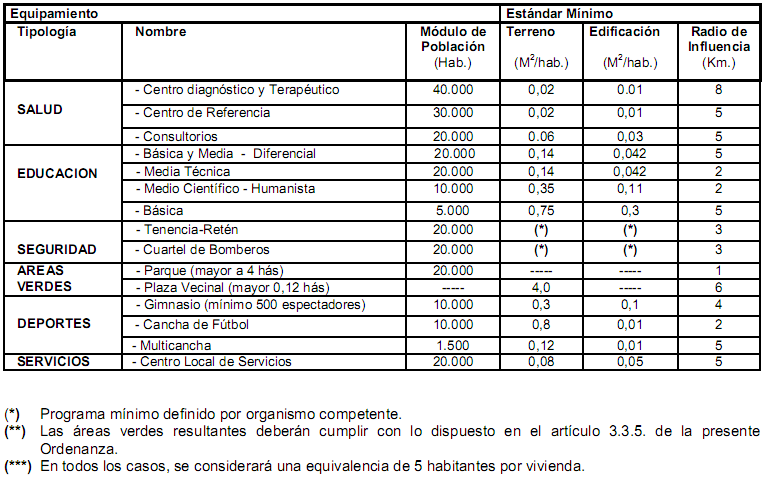 Equipamiento Estándar Mínimo
Tipología Nombre Módulo de Población (Hab.) Terreno (M²/hab.) Edificación (M²/hab.) Radio de Influencia (Km.)
SALUD - Centro diagnóstico y Terapéutico 40.000 0,02 0.01 8
- Centro de Referencia 30.000 0,02 0,01 5
- Consultorios 20.000 0.06 0,03 5
EDUCACION - Básica y Media - Diferencial 20.000 0,14 0,042 5
- Media Técnica 20.000 0,14 0,042 2
- Medio Científico - Humanista 10.000 0,35 0,11 2
- Básica 5.000 0,75 0,3 5
SEGURIDAD - Tenencia-Retén 20.000 (*) (*) 3
- Cuartel de Bomberos 20.000 (*) (*) 3
AREAS VERDES - Parque (mayor a 4 hás) 20.000 ----- ----- 1
- Plaza Vecinal (mayor 0,12 hás) ----- 4,0 ----- 6
DEPORTES - Gimnasio (mínimo 500 espectadores) 10.000 0,3 0,1 4
- Cancha de Fútbol 10.000 0,8 0,01 2
- Multicancha 1.500 0,12 0,01 5
SERVICIOS - Centro Local de Servicios 20.000 0,08 0,05 5
(*) Programa mínimo definido por organismo competente.
(**) Las áreas verdes resultantes deberán cumplir con lo dispuesto en el artículo 3.3.5. de la presente
Ordenanza.
(***) En todos los casos, se considerará una equivalencia de 5 habitantes por vivienda.